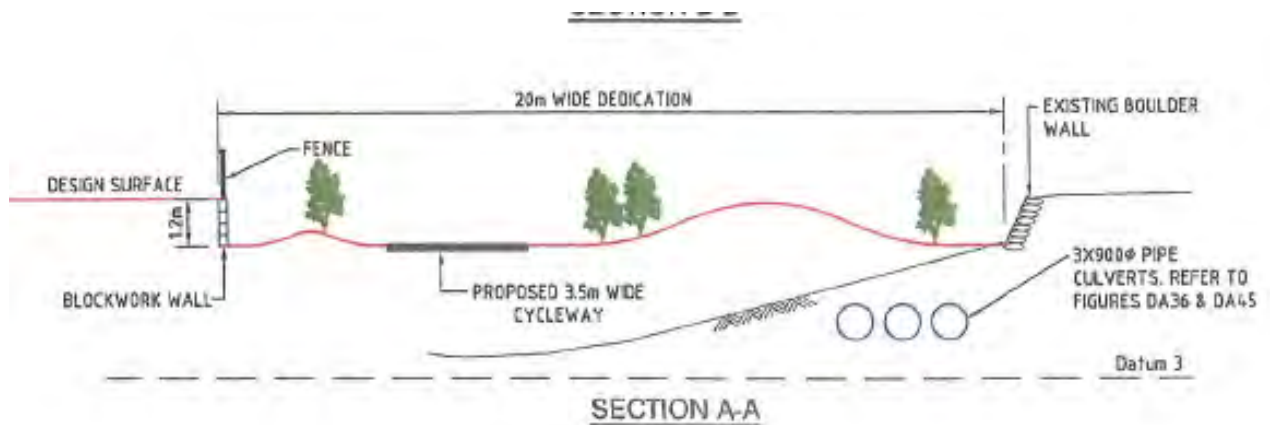 20m WIDE DEDICATION
EXISTING BOULDER
WALL
FENCE
DESIGN SURFACE
1.2m
BLOCKWORK WALL
PROPOSED 3.5m WIDE
CYCLEWAY
3X900ϕ PIPE
CULVERTS. REFER TO
FIGURES DA36 & DA45
Datum 3
SECTION A-A